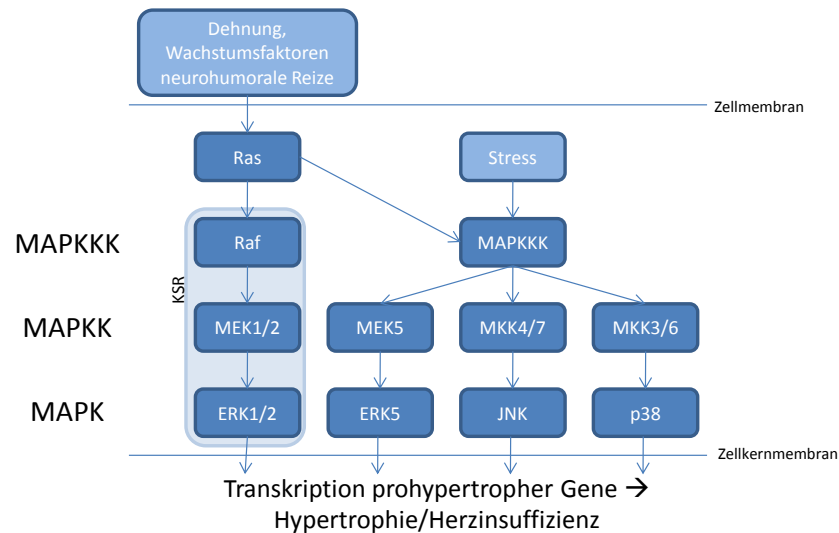 Dehnung,
Wachstumsfaktoren
neurohumorale Reize
Zellmembran
Ras
Stress
MAPKKK
Raf
MAPKKK
KSR
MAPKK
MEK1/2
MEK5
MKK4/7
MKK3/6
MAPK
ERK1/2
ERK5
JNK
p38
Zellkernmembran
Transkription prohypertropher Gene →
Hypertrophie/Herzinsuffizienz